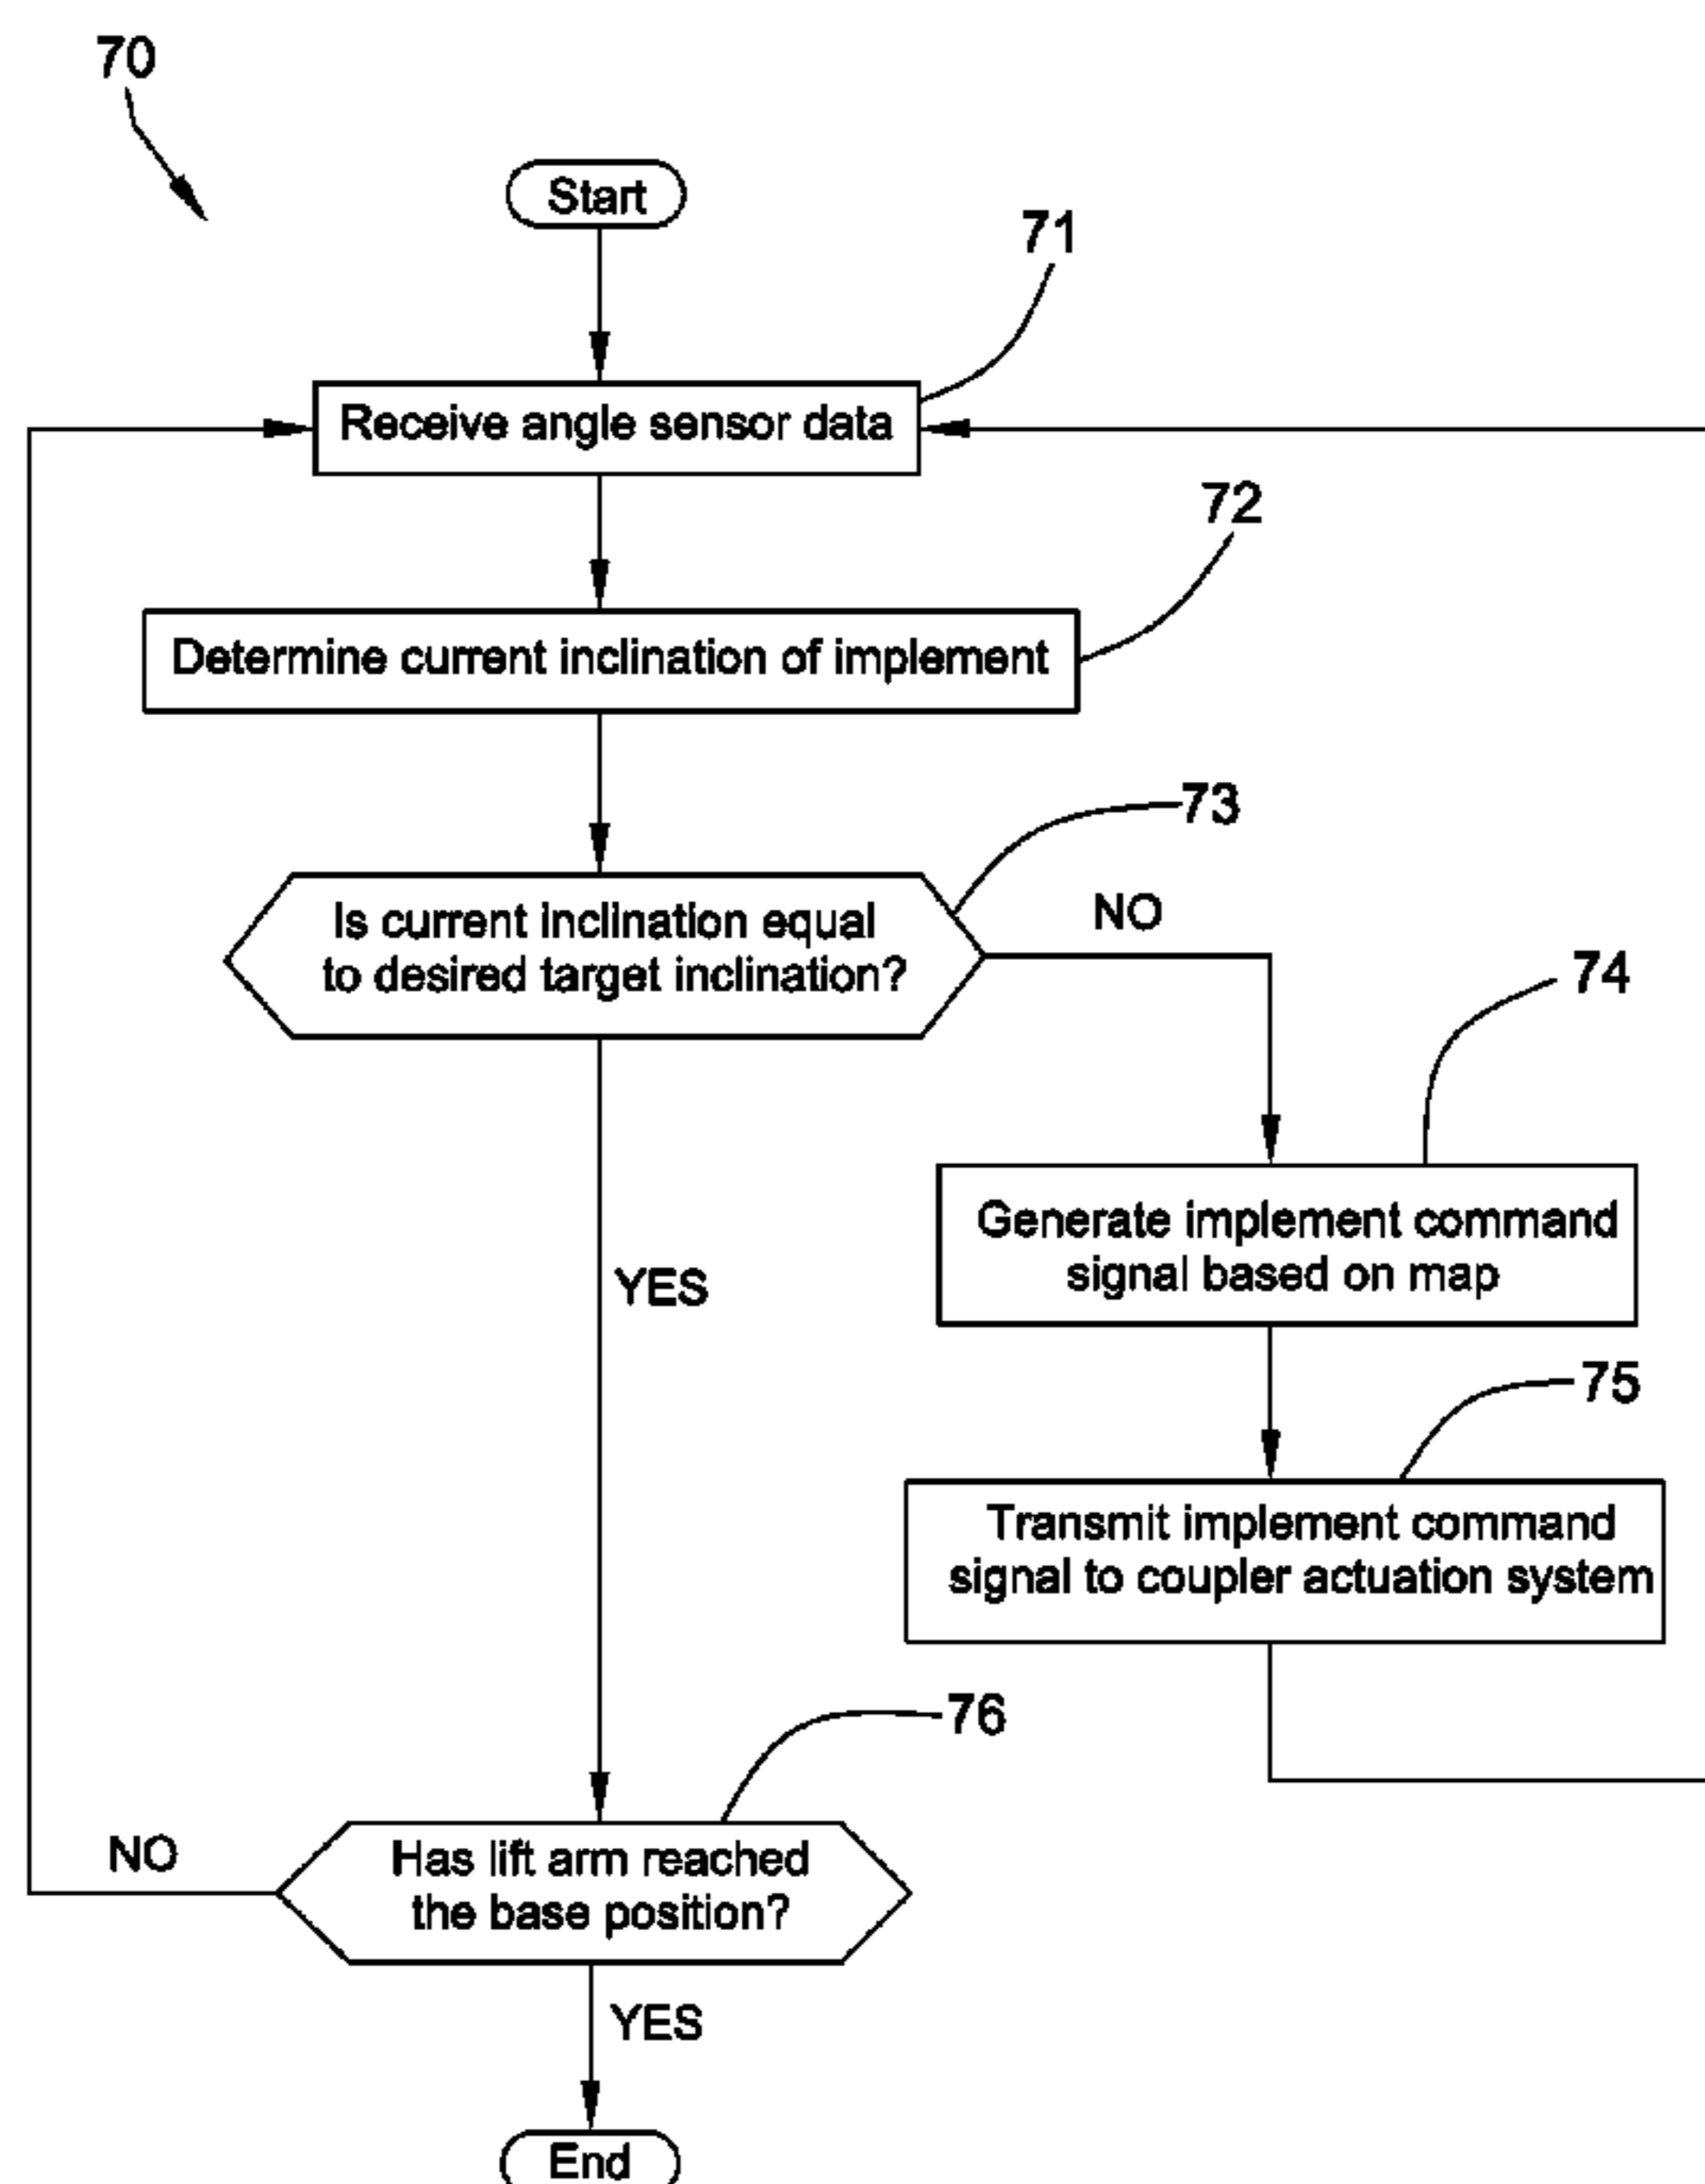 70
Start
71
Receive angle sensor data
72
Determine current inclination of implement
73
Is current inclination equal
to desired target inclination?
NO
74
Generate implement command
signal based on map
YES
75
Transmit implement command
signal to coupler actuation system
76
Has lift arm reached
the base position?
NO
YES
End